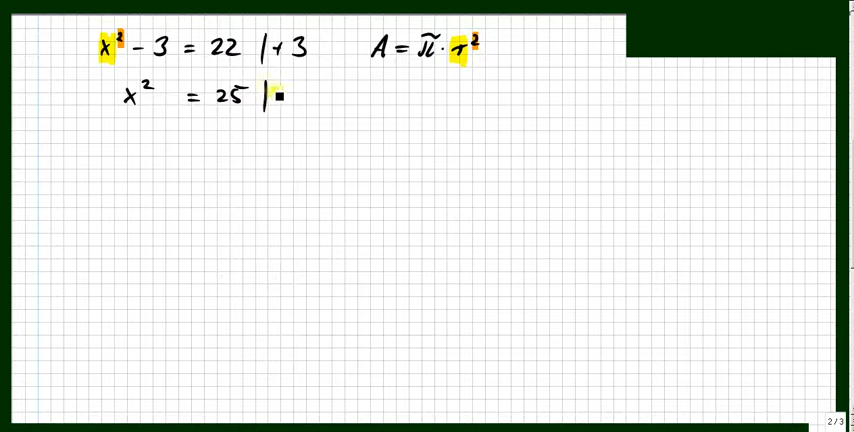 x² - 3 = 22 | + 3 A = π · r²
x² = 25 |
2/3